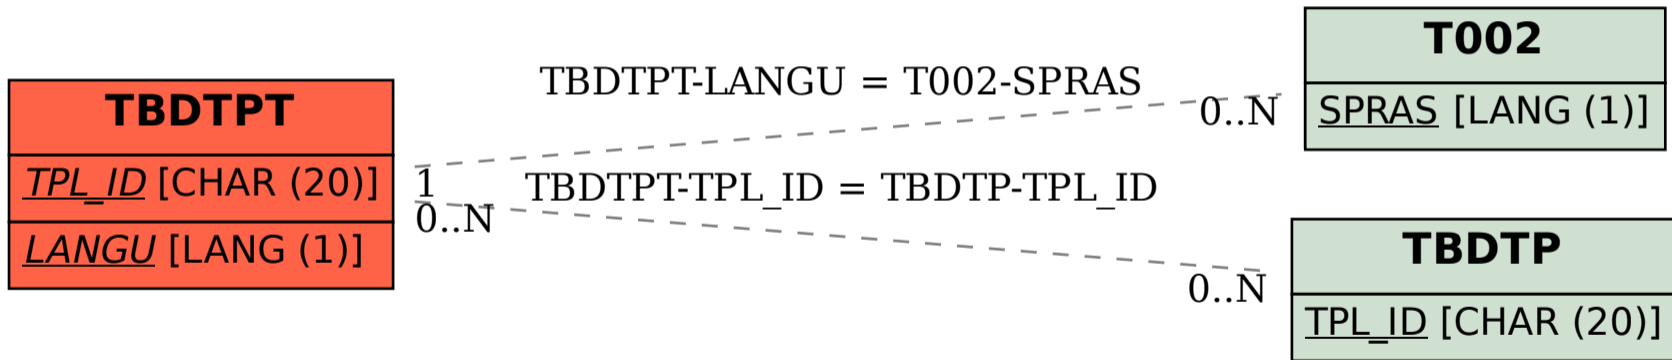 TBDTPT
TPL_ID [CHAR (20)]
LANGU [LANG (1)]
TBDTPT-LANGU = T002-SPRAS
1
0..N
TBDTPT-TPL_ID = TBDTP-TPL_ID
0..N
0..N
T002
SPRAS [LANG (1)]
TBDTP
TPL_ID [CHAR (20)]